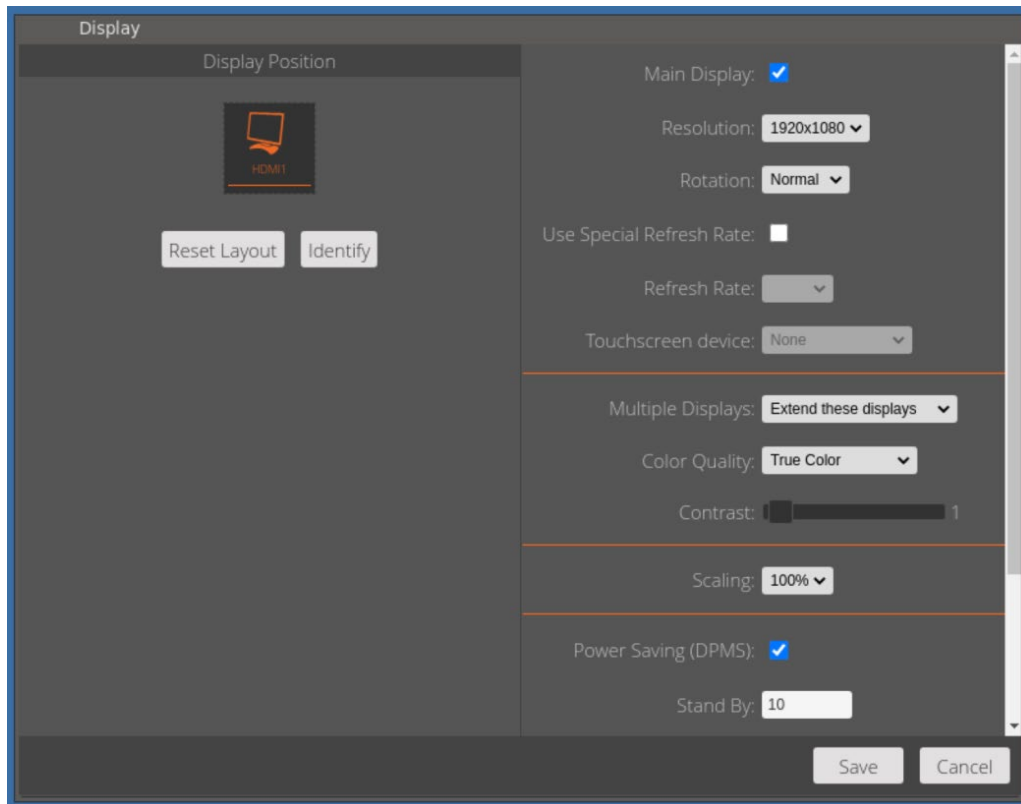 Display
Display Position
HDMI1
Reset Layout Identify
Main Display:
Resolution: 1920x1080
Rotation: Normal
Use Special Refresh Rate:
Refresh Rate:
Touchscreen device: None
Multiple Displays: Extend these displays
Color Quality: True Color
Contrast: 1
Scaling: 100%
Power Saving (DPMS):
Stand By: 10
Save Cancel